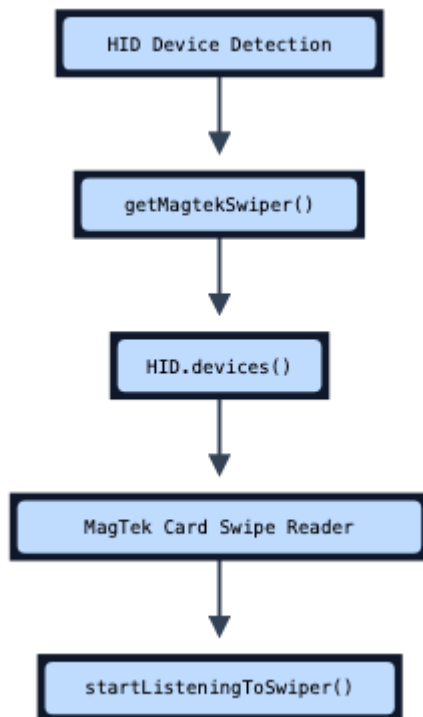 HID Device Detection
getMagtekSwiper()
HID.devices()
MagTek Card Swipe Reader
startListeningToSwiper()